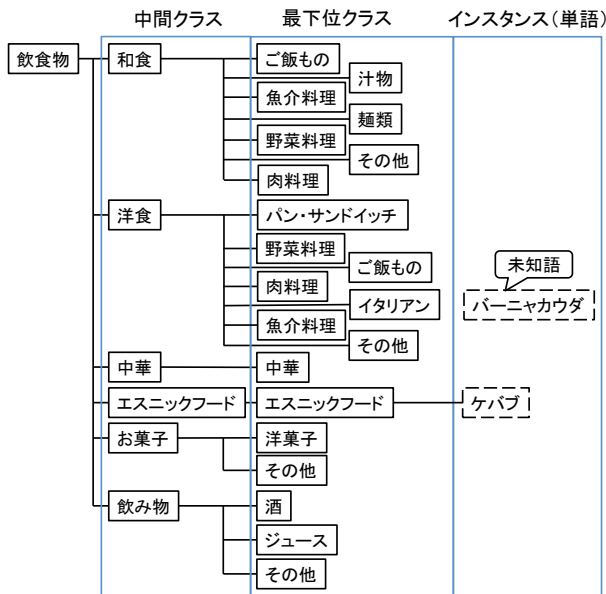 中間クラス
最下位クラス
インスタンス(単語)
飲食物
和食
ご飯もの
汁物
魚介料理
麺類
野菜料理
その他
肉料理
洋食
パン・サンドイッチ
野菜料理
ご飯もの
肉料理
イタリアン
魚介料理
その他
未知語
バーニャカウダ
中華
中華
エスニックフード
エスニックフード
ケバブ
お菓子
洋菓子
その他
飲み物
酒
ジュース
その他